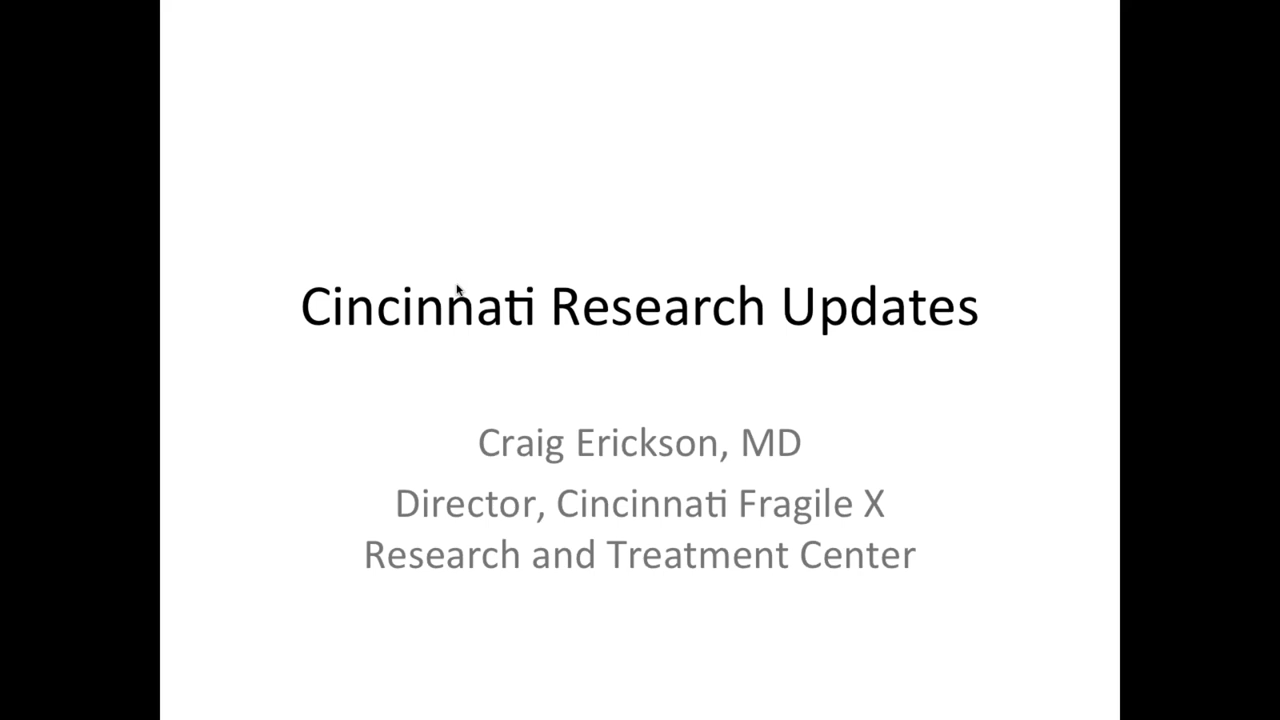 Cincinnati Research Updates
Craig Erickson, MD
Director, Cincinnati Fragile X
Research and Treatment Center